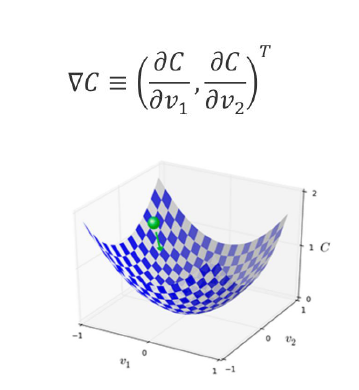 ∇C ≡ (∂C/∂v₁, ∂C/∂v₂)ᵀ
2
1 C
0
1
0 v₂
-1
-1 0 1
v₁